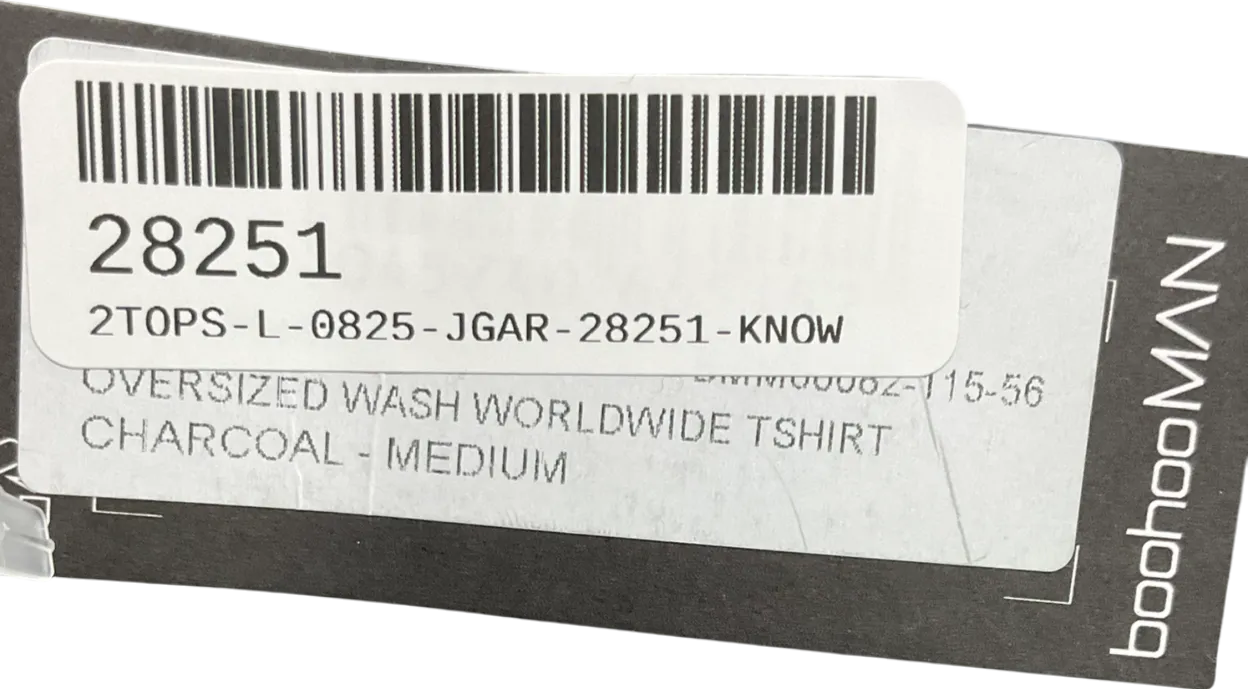 28251
2TOPS-L-0825-JGAR-28251-KNOW
OVERSIZED WASH WORLDWIDE TSHIRT
CHARCOAL - MEDIUM
boohooMAN